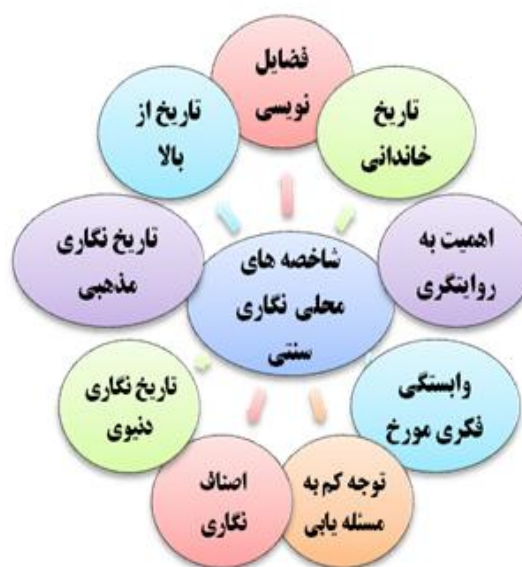 فضایل
نویسی
تاریخ
خاندانی
اهمیت به
روایتگری
وابستگی
فکری مورخ
توجه کم به
مسئله یابی
اصناف
نگاری
تاریخ نگاری
دنیوی
تاریخ نگاری
مذهبی
تاریخ از
بالا
شاخصه های
محلی نگاری
سنتی